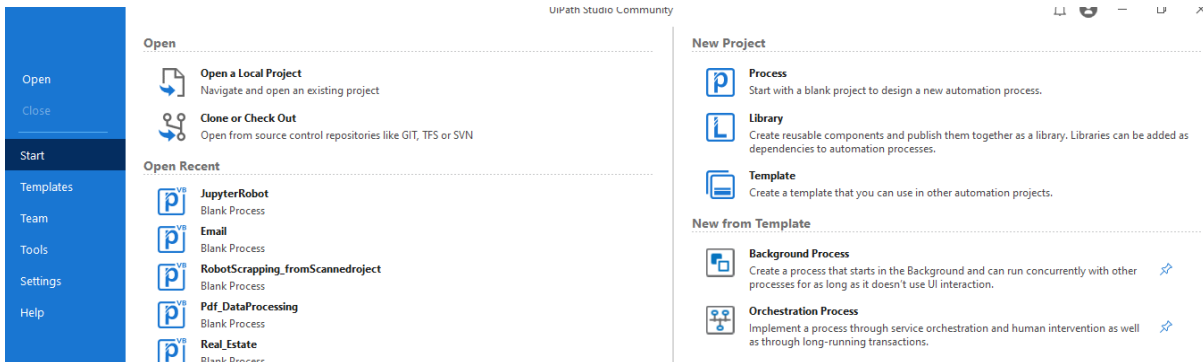 UiPath Studio Community
Open
Close
Start
Templates
Team
Tools
Settings
Help
Open
Open a Local Project
Navigate and open an existing project
Clone or Check Out
Open from source control repositories like GIT, TFS or SVN
Open Recent
VB
JupyterRobot
Blank Process
VB
Email
Blank Process
VB
RobotScrapping_fromScannedroject
Blank Process
VB
Pdf_DataProcessing
Blank Process
VB
Real_Estate
Blank Process
New Project
Process
Start with a blank project to design a new automation process.
Library
Create reusable components and publish them together as a library. Libraries can be added as
dependencies to automation processes.
Template
Create a template that you can use in other automation projects.
New from Template
Background Process
Create a process that starts in the Background and can run concurrently with other
processes for as long as it doesn't use UI interaction.
Orchestration Process
Implement a process through service orchestration and human intervention as well
as through long-running transactions.